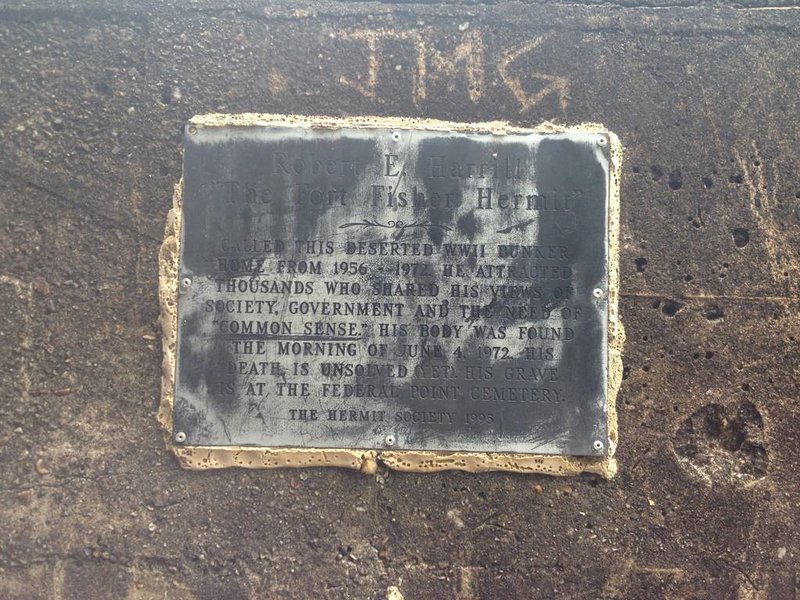 JMG
Robert E. Harrill
"The Fort Fisher Hermit"
CALLED THIS DESERTED WWII BUNKER
HOME FROM 1956 - 1972. HE ATTRACTED
THOUSANDS WHO SHARED HIS VIEWS OF
SOCIETY, GOVERNMENT AND THE NEED OF
"COMMON SENSE." HIS BODY WAS FOUND
THE MORNING OF JUNE 4, 1972. HIS
DEATH IS UNSOLVED YET. HIS GRAVE
IS AT THE FEDERAL POINT CEMETERY.
THE HERMIT SOCIETY 1995